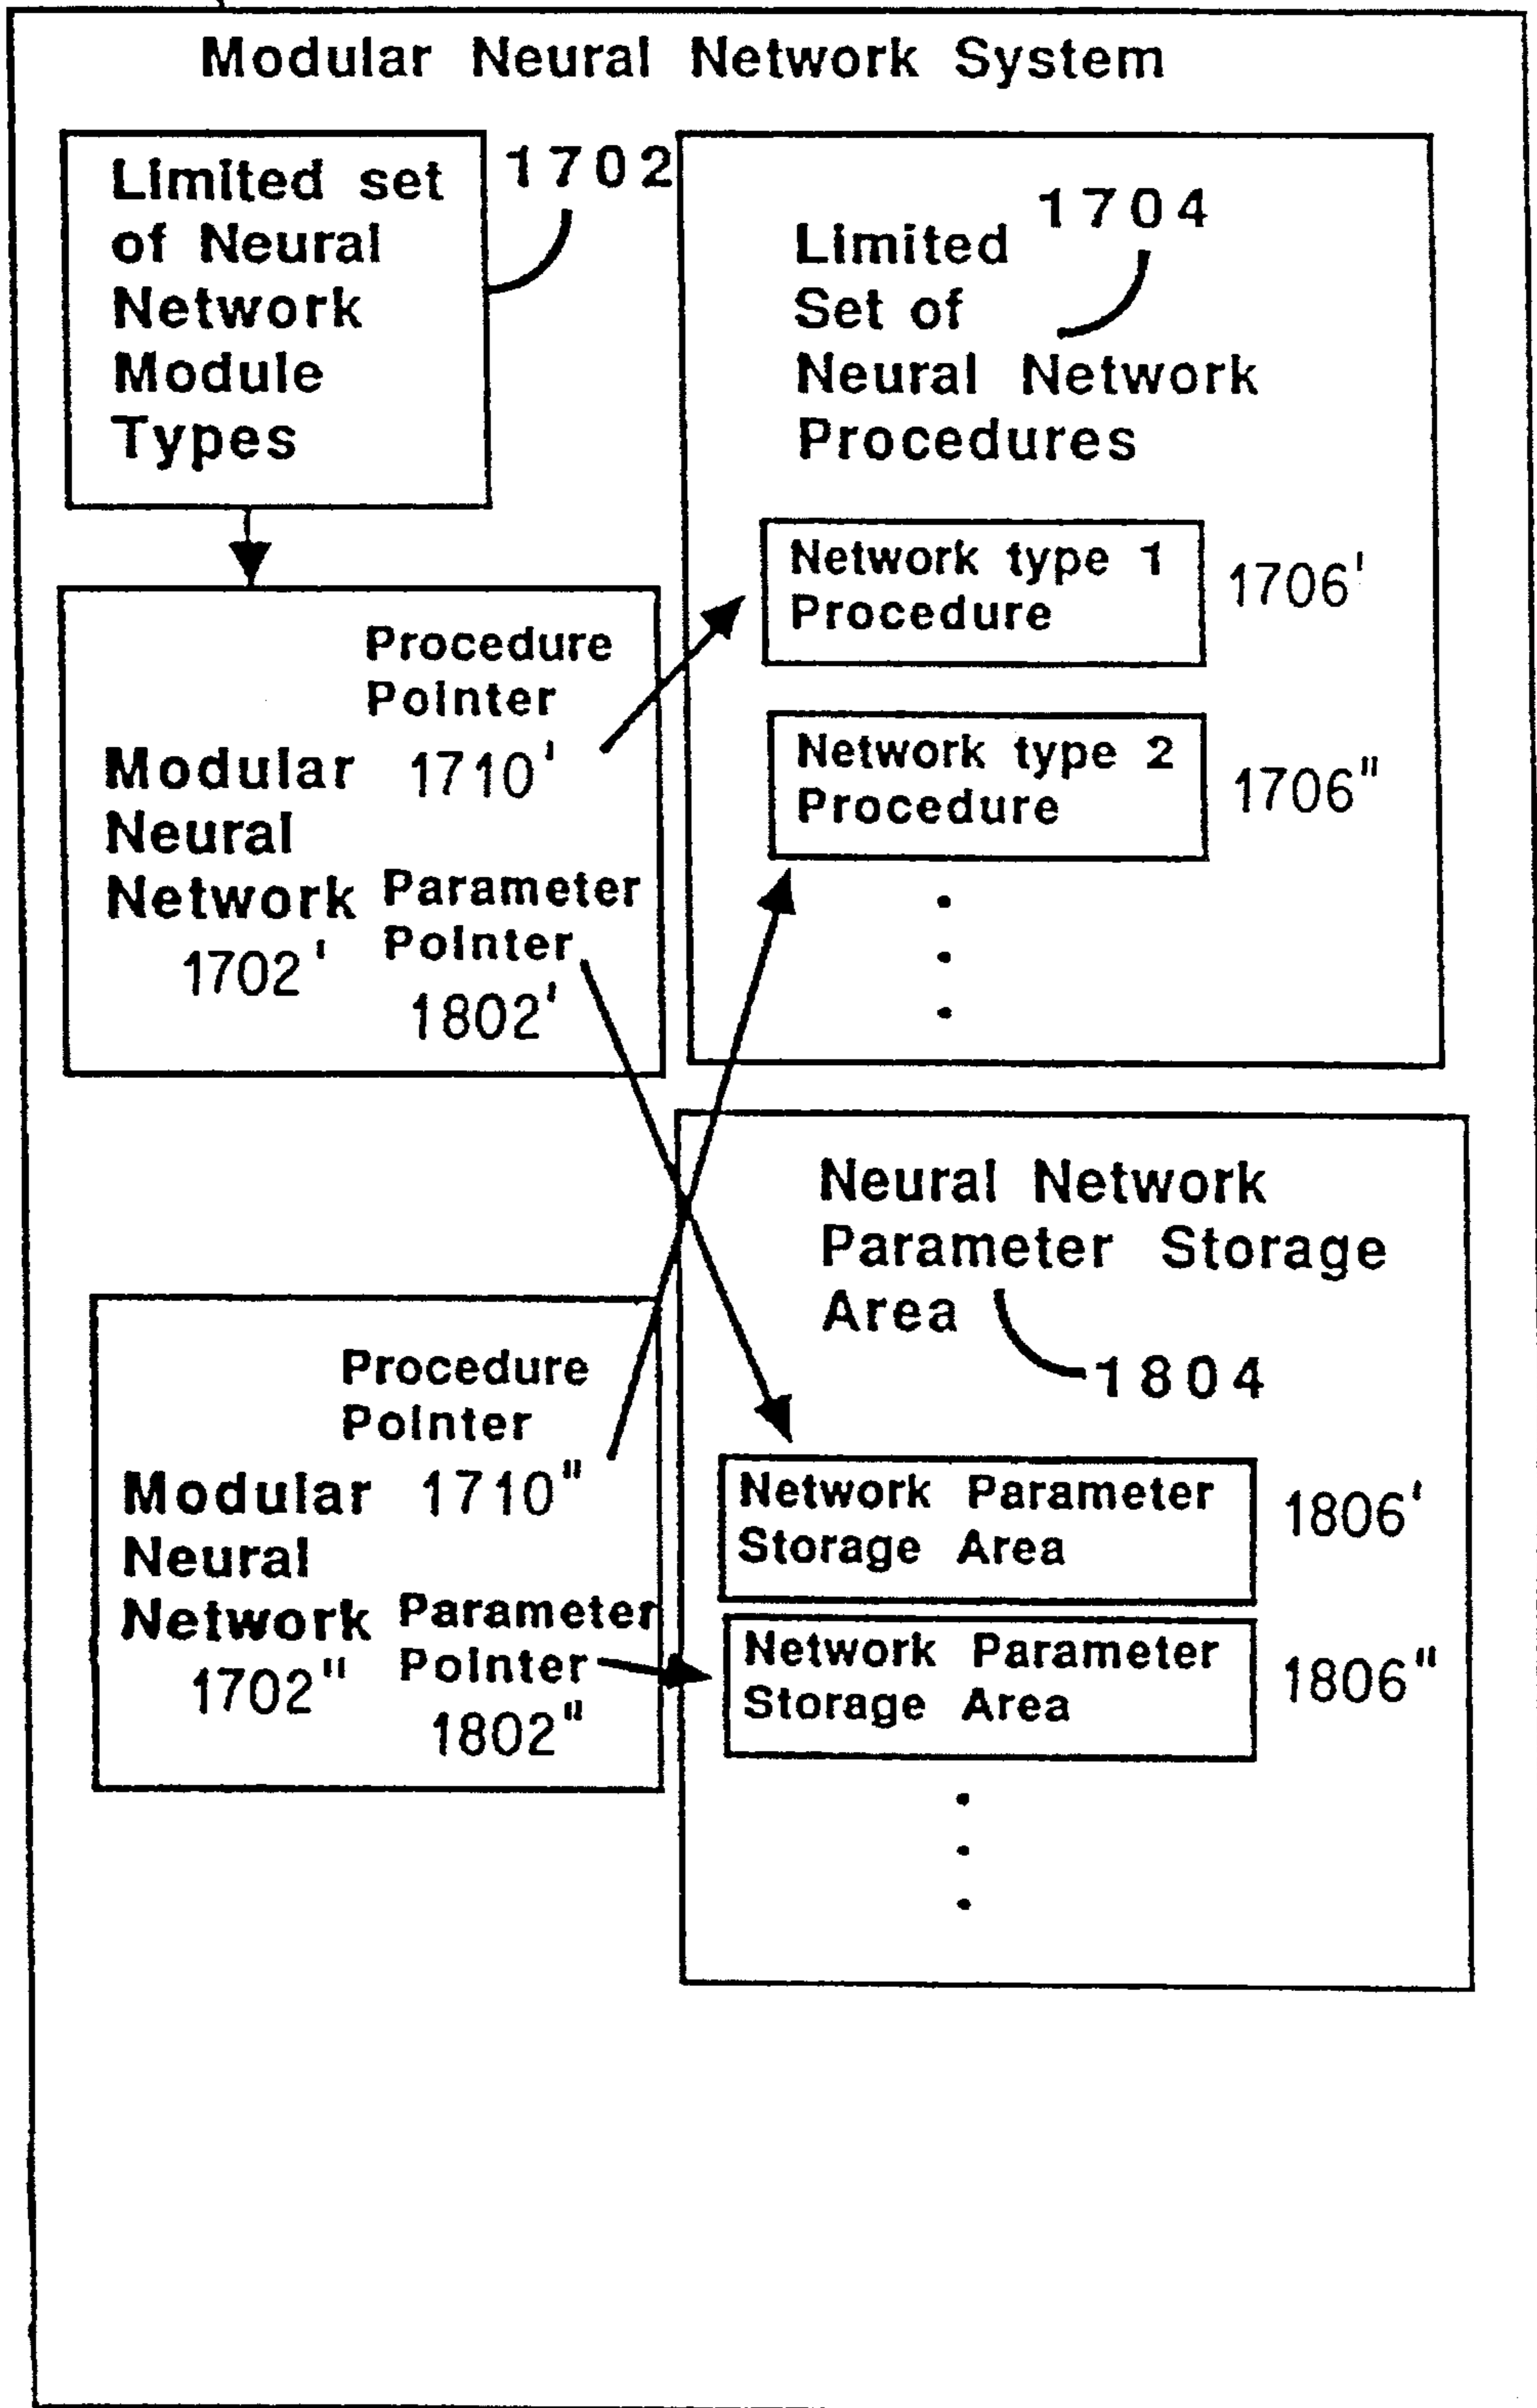 Modular Neural Network System
Limited set
of Neural
Network
Module
Types
1702
1704
Limited
Set of
Neural Network
Procedures
Network type 1
Procedure
1706'
Network type 2
Procedure
1706"
Procedure
Pointer
1710'
Modular
Neural
Network
1702'
Parameter
Pointer
1802'
Neural Network
Parameter Storage
Area
1804
Procedure
Pointer
1710"
Modular
Neural
Network
1702"
Parameter
Pointer
1802"
Network Parameter
Storage Area
1806'
Network Parameter
Storage Area
1806"